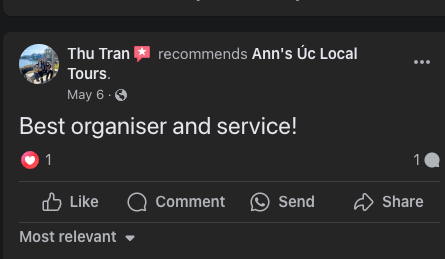 Thu Tran recommends Ann's Úc Local
Tours.
May 6 ·
Best organiser and service!
1 1
Like Comment Send Share
Most relevant